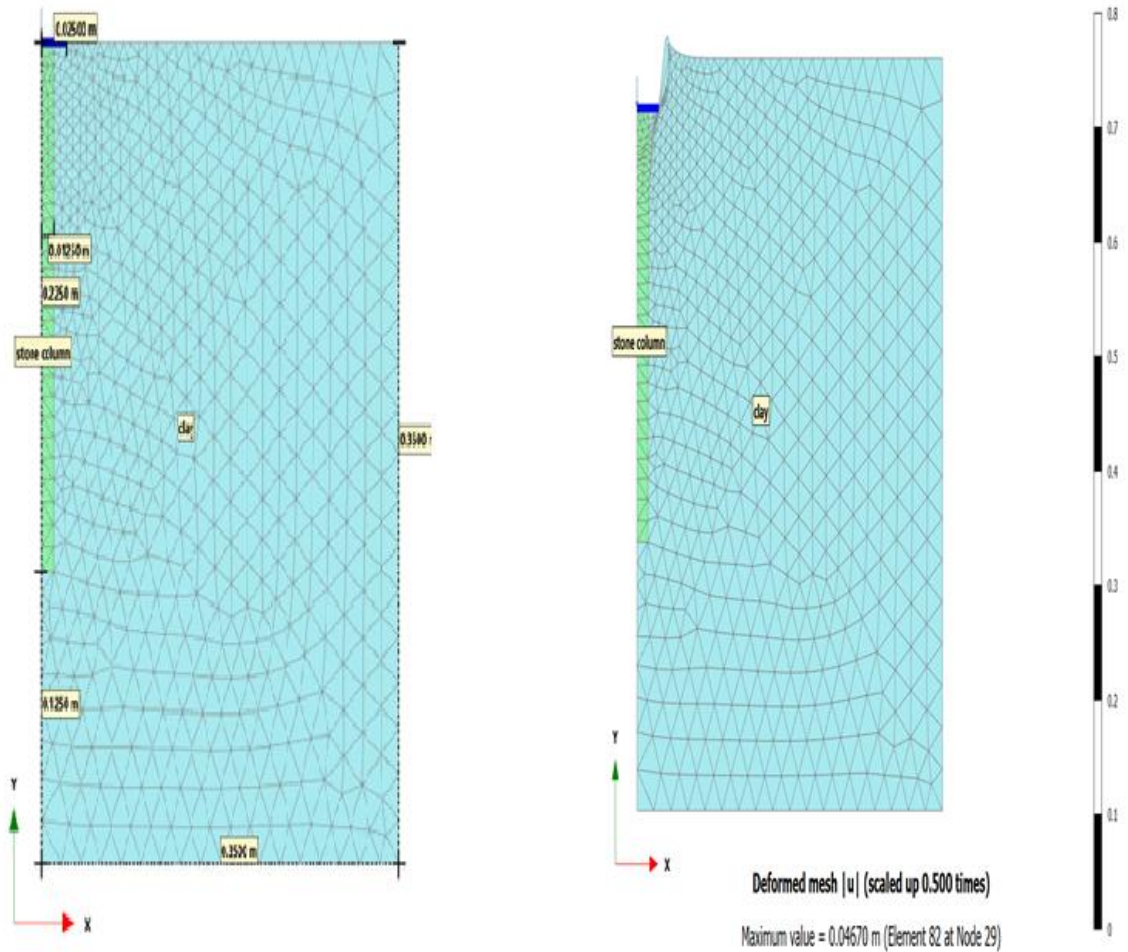 0.02500 m
0.8
0.7
0.6
0.01250 m
0.2250 m
stone column
stone column
0.5
clay
clay
0.3500
0.4
0.3
0.1250 m
0.2
Y
Y
0.3500 m
X
0.1
X
Deformed mesh |u| (scaled up 0.500 times)
Maximum value = 0.04670 m (Element 82 at Node 29)
0